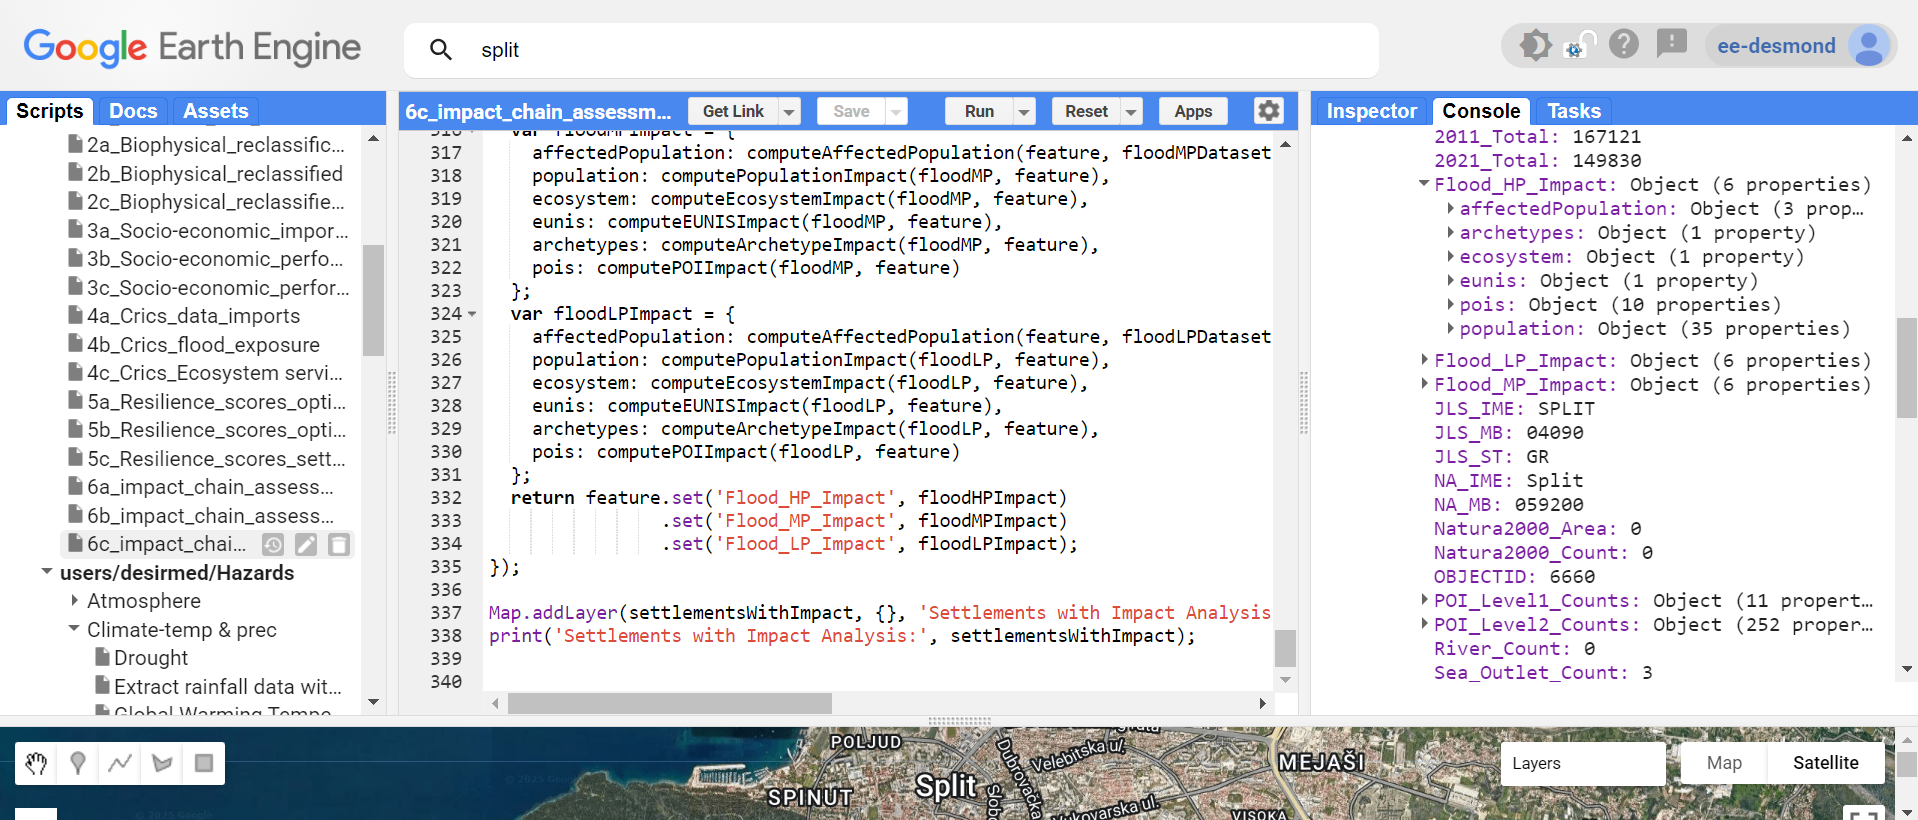 Google Earth Engine
split
ee-desmond
Scripts
Docs
Assets
2a_Biophysical_reclassific...
2b_Biophysical_reclassified
2c_Biophysical_reclassifie...
3a_Socio-economic_impor...
3b_Socio-economic_perfo...
3c_Socio-economic_perfor...
4a_Crics_data_imports
4b_Crics_flood_exposure
4c_Crics_Ecosystem servi...
5a_Resilience_scores_opti...
5b_Resilience_scores_opti...
5c_Resilience_scores_sett...
6a_impact_chain_assess...
6b_impact_chain_assess...
6c_impact_chai...
users/desirmed/Hazards
Atmosphere
Climate-temp & prec
Drought
Extract rainfall data wit...
Global Warming Tempe
6c_impact_chain_assessm...
Get Link
Save
Run
Reset
Apps
316 var floodMPImpact = {
317 affectedPopulation: computeAffectedPopulation(feature, floodMPDataset
318 population: computePopulationImpact(floodMP, feature),
319 ecosystem: computeEcosystemImpact(floodMP, feature),
320 eunis: computeEUNISImpact(floodMP, feature),
321 archetypes: computeArchetypeImpact(floodMP, feature),
322 pois: computePOIImpact(floodMP, feature)
323 };
324 var floodLPImpact = {
325 affectedPopulation: computeAffectedPopulation(feature, floodLPDataset
326 population: computePopulationImpact(floodLP, feature),
327 ecosystem: computeEcosystemImpact(floodLP, feature),
328 eunis: computeEUNISImpact(floodLP, feature),
329 archetypes: computeArchetypeImpact(floodLP, feature),
330 pois: computePOIImpact(floodLP, feature)
331 };
332 return feature.set('Flood_HP_Impact', floodHPImpact)
333 .set('Flood_MP_Impact', floodMPImpact)
334 .set('Flood_LP_Impact', floodLPImpact);
335 });
336
337 Map.addLayer(settlementsWithImpact, {}, 'Settlements with Impact Analysis
338 print('Settlements with Impact Analysis:', settlementsWithImpact);
339
340
Inspector
Console
Tasks
2011_Total: 167121
2021_Total: 149830
Flood_HP_Impact: Object (6 properties)
affectedPopulation: Object (3 prop...
archetypes: Object (1 property)
ecosystem: Object (1 property)
eunis: Object (1 property)
pois: Object (10 properties)
population: Object (35 properties)
Flood_LP_Impact: Object (6 properties)
Flood_MP_Impact: Object (6 properties)
JLS_IME: SPLIT
JLS_MB: 04090
JLS_ST: GR
NA_IME: Split
NA_MB: 059200
Natura2000_Area: 0
Natura2000_Count: 0
OBJECTID: 6660
POI_Level1_Counts: Object (11 propert...
POI_Level2_Counts: Object (252 proper...
River_Count: 0
Sea_Outlet_Count: 3
POLJUD
Dubrovačka
Velebitska ul.
MEJAŠI
SPINUT
Split
Slobo
Vukovarska ul.
VISOKA
Layers
Map
Satellite